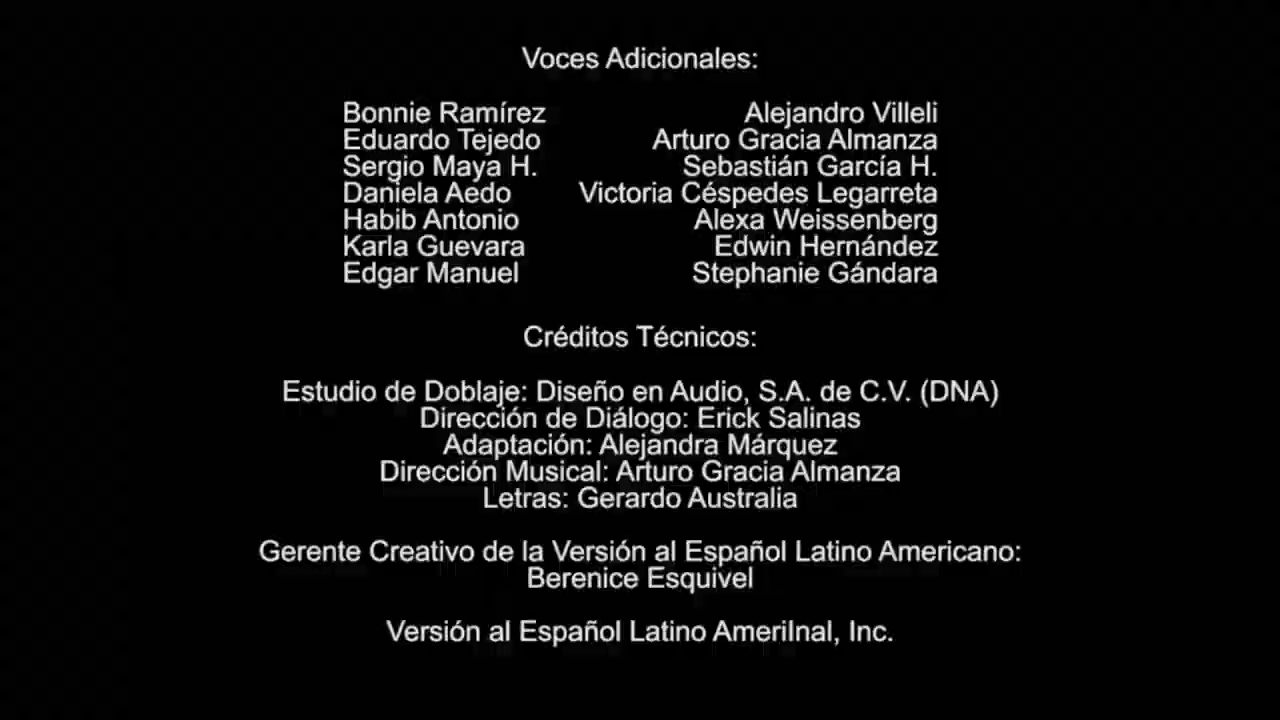 Voces Adicionales:
Bonnie Ramírez Alejandro Villeli
Eduardo Tejedo Arturo Gracia Almanza
Sergio Maya H. Sebastián García H.
Daniela Aedo Victoria Céspedes Legarreta
Habib Antonio Alexa Weissenberg
Karla Guevara Edwin Hernández
Edgar Manuel Stephanie Gándara
Créditos Técnicos:
Estudio de Doblaje: Diseño en Audio, S.A. de C.V. (DNA)
Dirección de Diálogo: Erick Salinas
Adaptación: Alejandra Márquez
Dirección Musical: Arturo Gracia Almanza
Letras: Gerardo Australia
Gerente Creativo de la Versión al Español Latino Americano:
Berenice Esquivel
Versión al Español Latino Amerilnal, Inc.